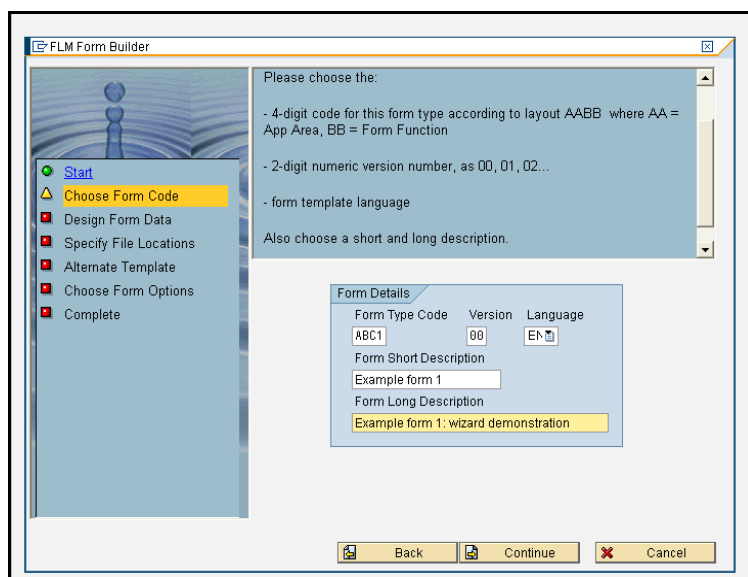 FLM Form Builder
Please choose the:
- 4-digit code for this form type according to layout AABB where AA =
App Area, BB = Form Function
- 2-digit numeric version number, as 00, 01, 02...
- form template language
Also choose a short and long description.
Start
Choose Form Code
Design Form Data
Specify File Locations
Alternate Template
Choose Form Options
Complete
Form Details
Form Type Code Version Language
ABC1 00 EN
Form Short Description
Example form 1
Form Long Description
Example form 1: wizard demonstration
Back Continue Cancel